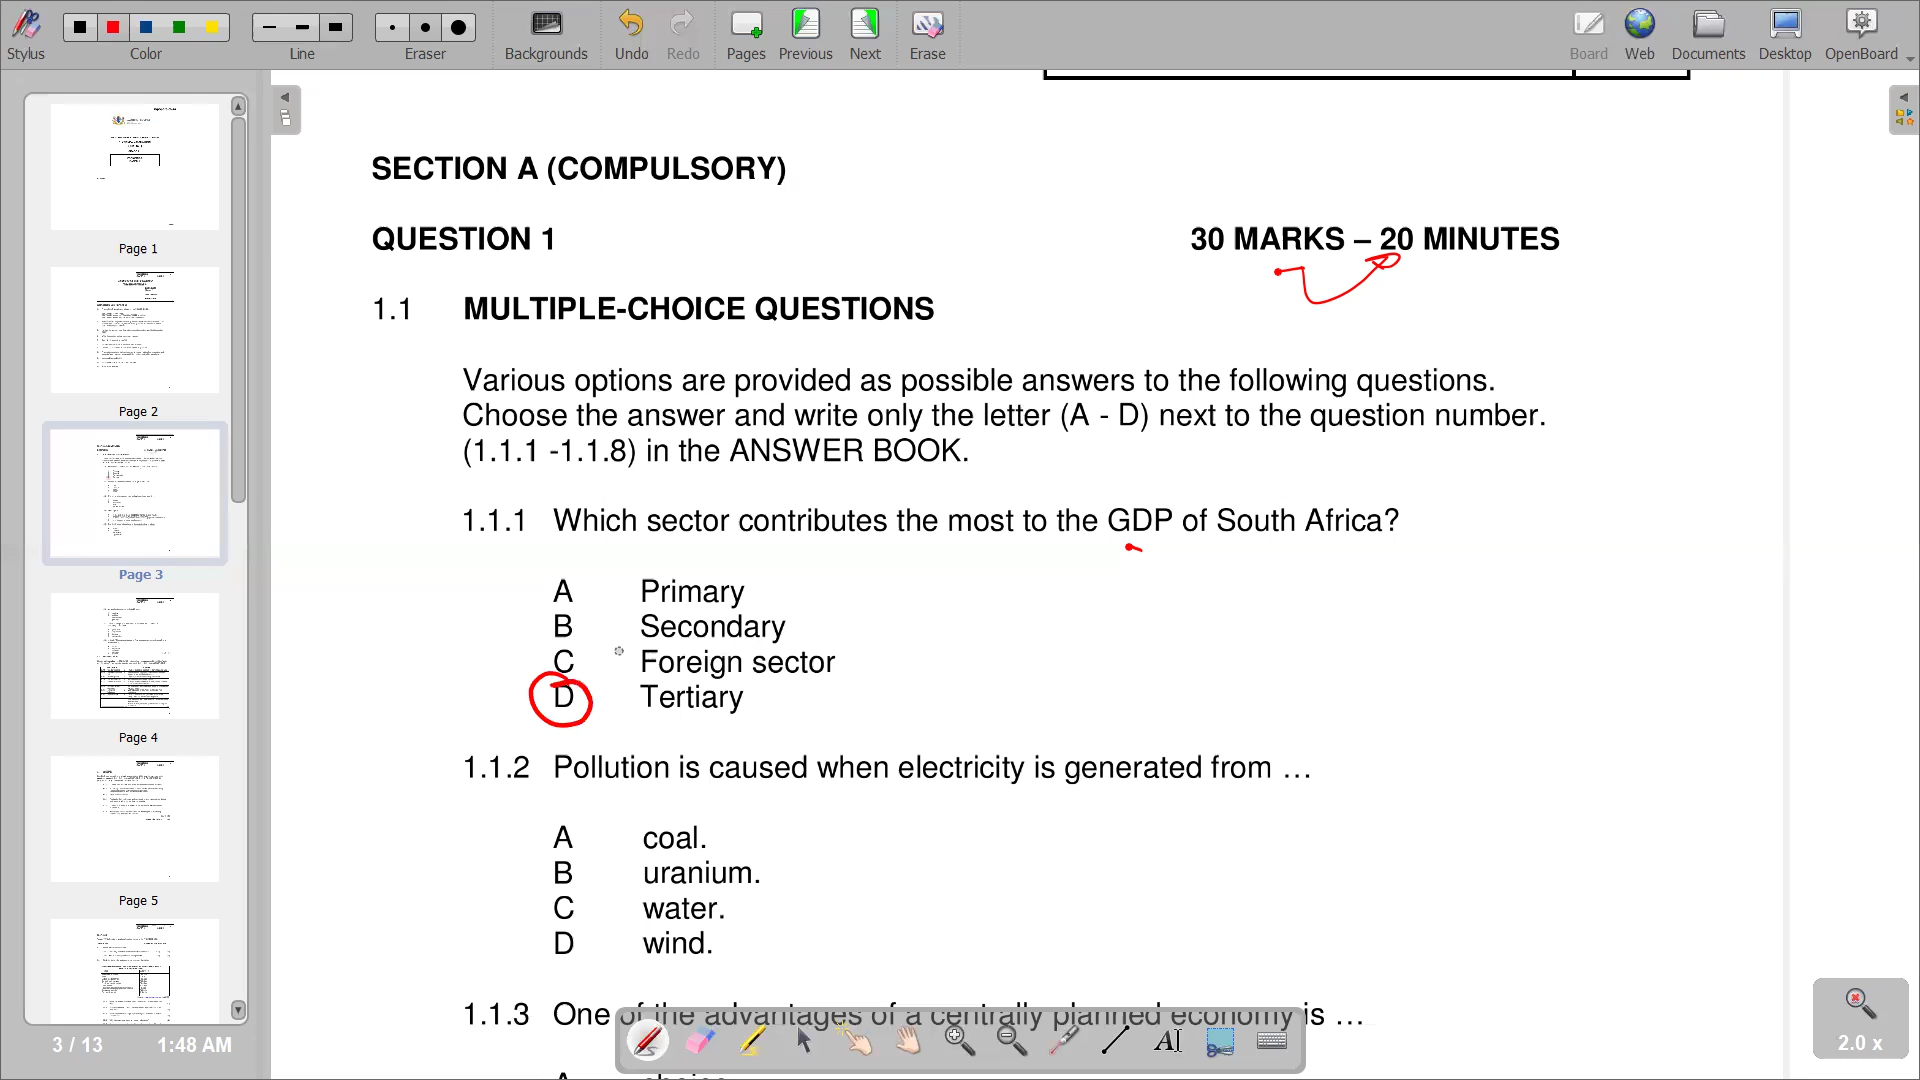 Stylus
Color
Line
Eraser
Backgrounds
Undo
Redo
Pages
Previous
Next
Erase
Board
Web
Documents
Desktop
OpenBoard
Page 1
Page 2
Page 3
Page 4
Page 5
3 / 13
1:48 AM
SECTION A (COMPULSORY)
QUESTION 1
30 MARKS – 20 MINUTES
1.1 MULTIPLE-CHOICE QUESTIONS
Various options are provided as possible answers to the following questions.
Choose the answer and write only the letter (A - D) next to the question number.
(1.1.1 -1.1.8) in the ANSWER BOOK.
1.1.1 Which sector contributes the most to the GDP of South Africa?
A Primary
B Secondary
C Foreign sector
D Tertiary
1.1.2 Pollution is caused when electricity is generated from …
A coal.
B uranium.
C water.
D wind.
1.1.3 One of the advantages of a centrally planned economy is …
2.0 x